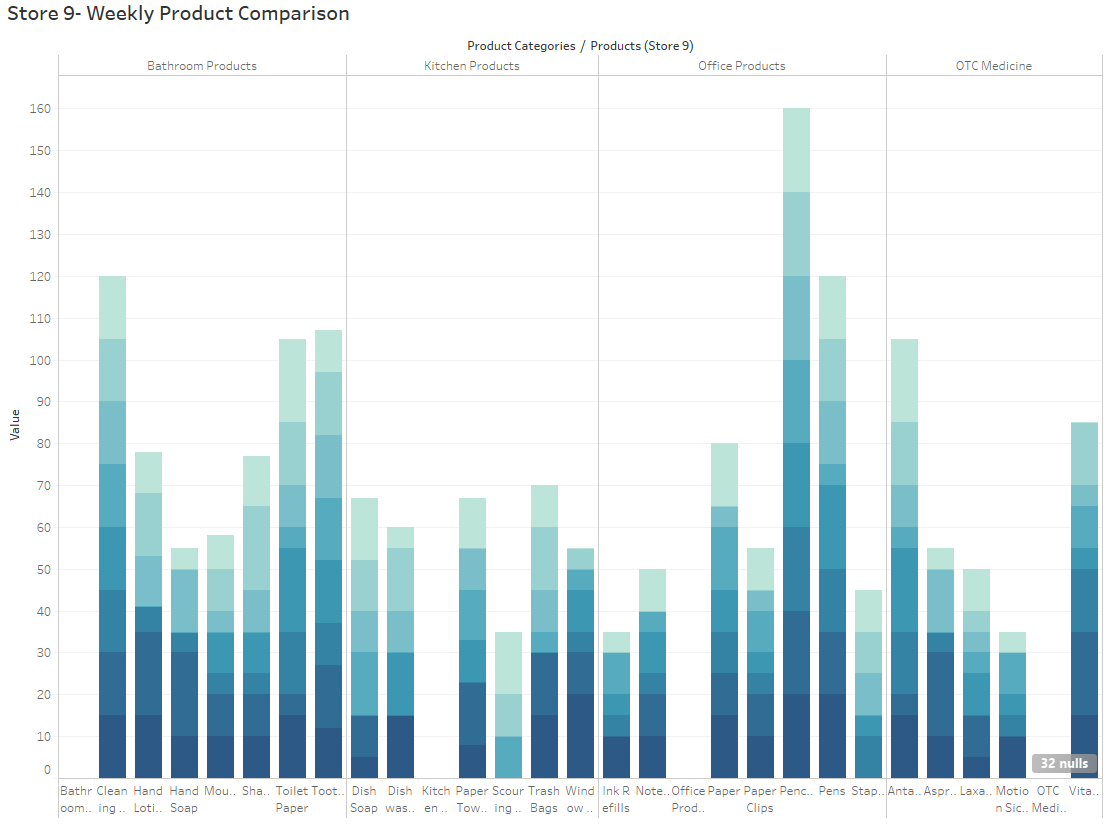 Store 9- Weekly Product Comparison
Product Categories / Products (Store 9)
Bathroom Products Kitchen Products Office Products OTC Medicine
160
150
140
130
120
110
100
90
80
70
60
50
40
30
20
10
0
Value
32 nulls
Bathr oom.. Clean ing .. Hand Loti.. Hand Soap Mou.. Sha.. Toilet Paper Toot.. Dish Soap Dish was.. Kitch en .. Paper Tow.. Scour ing .. Trash Bags Wind ow .. Ink R efills Note.. Office Prod.. Paper Paper Clips Penc.. Pens Stap.. Anta.. Aspr.. Laxa.. Motio n Sic.. OTC Medi.. Vita..